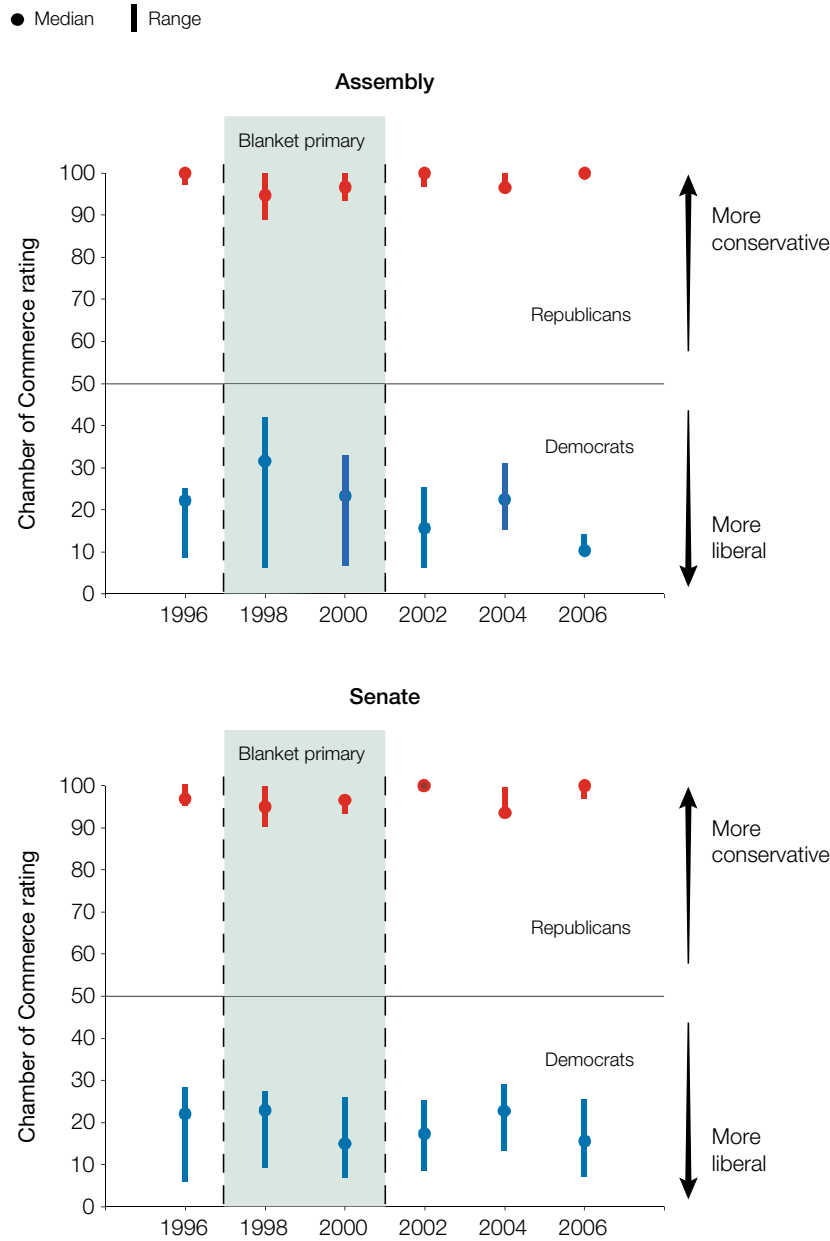 Median Range
Assembly
Blanket primary
100
90
80
70
60
50
40
30
20
10
0
Chamber of Commerce rating
Republicans
Democrats
More
conservative
More
liberal
1996 1998 2000 2002 2004 2006
Senate
Blanket primary
100
90
80
70
60
50
40
30
20
10
0
Chamber of Commerce rating
Republicans
Democrats
More
conservative
More
liberal
1996 1998 2000 2002 2004 2006